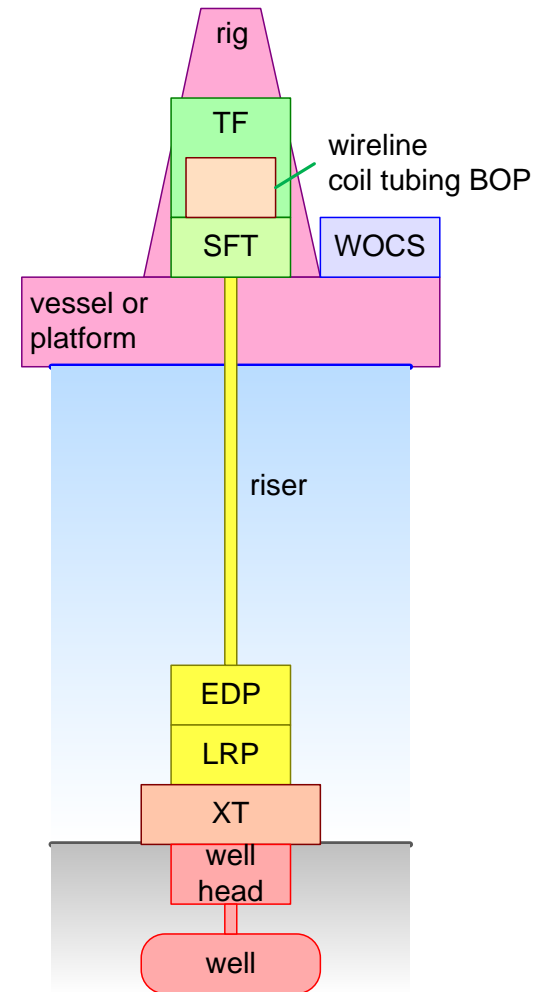 rig
TF
wireline
coil tubing BOP
SFT
WOCS
vessel or
platform
riser
EDP
LRP
XT
well
head
well